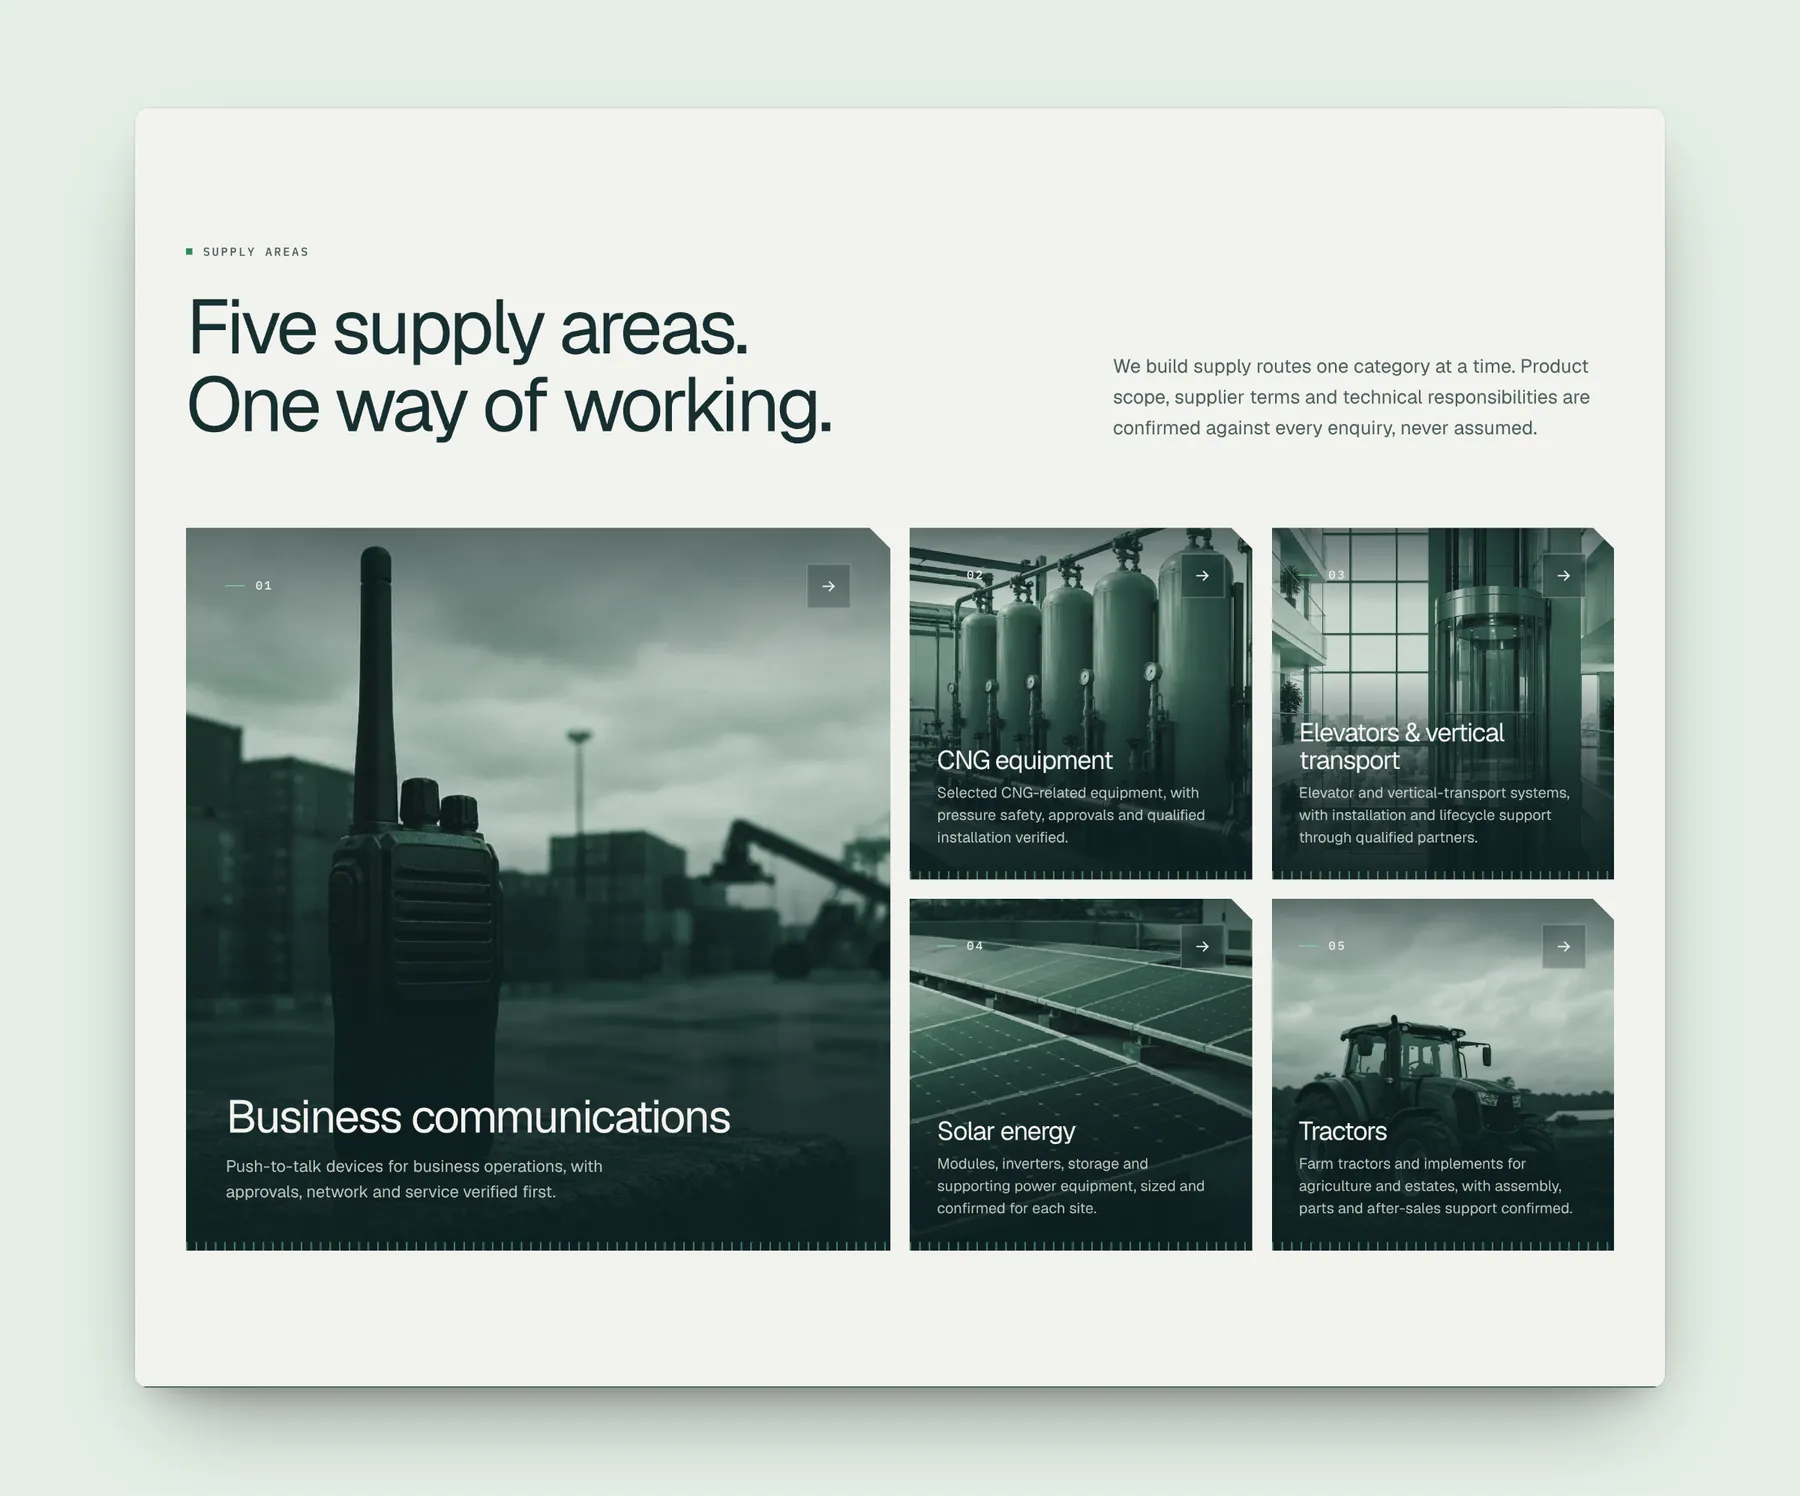 SUPPLY AREAS
Five supply areas.
One way of working.
We build supply routes one category at a time. Product
scope, supplier terms and technical responsibilities are
confirmed against every enquiry, never assumed.
01
Business communications
Push-to-talk devices for business operations, with
approvals, network and service verified first.
02
CNG equipment
Selected CNG-related equipment, with
pressure safety, approvals and qualified
installation verified.
03
Elevators & vertical
transport
Elevator and vertical-transport systems,
with installation and lifecycle support
through qualified partners.
04
Solar energy
Modules, inverters, storage and
supporting power equipment, sized and
confirmed for each site.
05
Tractors
Farm tractors and implements for
agriculture and estates, with assembly,
parts and after-sales support confirmed.